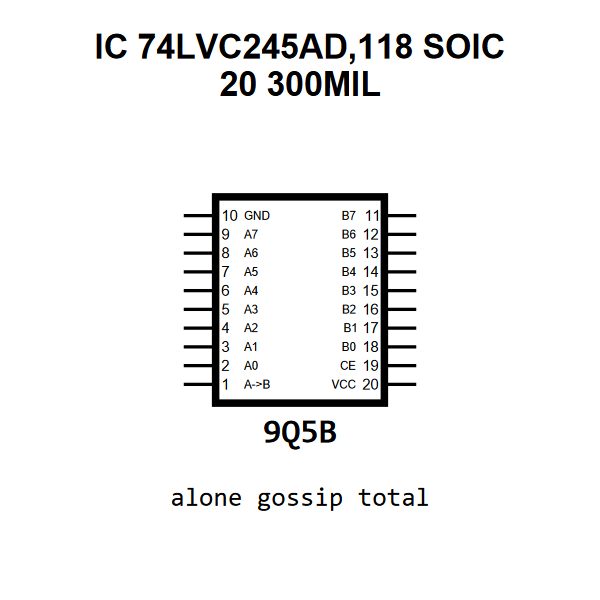 IC 74LVC245AD,118 SOIC
20 300MIL
10 GND B7 11
9 A7 B6 12
8 A6 B5 13
7 A5 B4 14
6 A4 B3 15
5 A3 B2 16
4 A2 B1 17
3 A1 B0 18
2 A0 CE 19
1 A->B VCC 20
9Q5B
alone gossip total